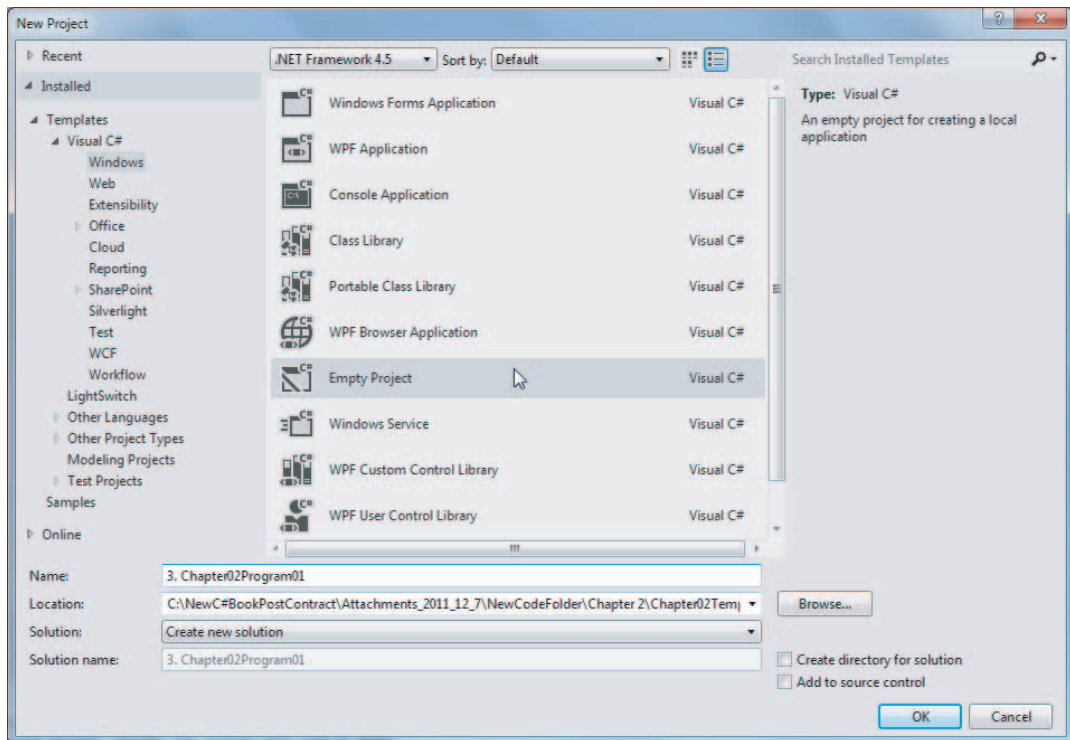 New Project
Recent
Installed
Templates
Visual C#
Windows
Web
Extensibility
Office
Cloud
Reporting
SharePoint
Silverlight
Test
WCF
Workflow
LightSwitch
Other Languages
Other Project Types
Modeling Projects
Test Projects
Samples
Online
.NET Framework 4.5 Sort by: Default
Windows Forms Application Visual C#
WPF Application Visual C#
Console Application Visual C#
Class Library Visual C#
Portable Class Library Visual C#
WPF Browser Application Visual C#
Empty Project Visual C#
Windows Service Visual C#
WPF Custom Control Library Visual C#
WPF User Control Library Visual C#
Search Installed Templates
Type: Visual C#
An empty project for creating a local
application
Name: 3. Chapter02Program01
Location: C:\NewC#BookPostContract\Attachments_2011_12_7\NewCodeFolder\Chapter 2\Chapter02Tem Browse...
Solution: Create new solution
Solution name: 3. Chapter02Program01
Create directory for solution
Add to source control
OK Cancel